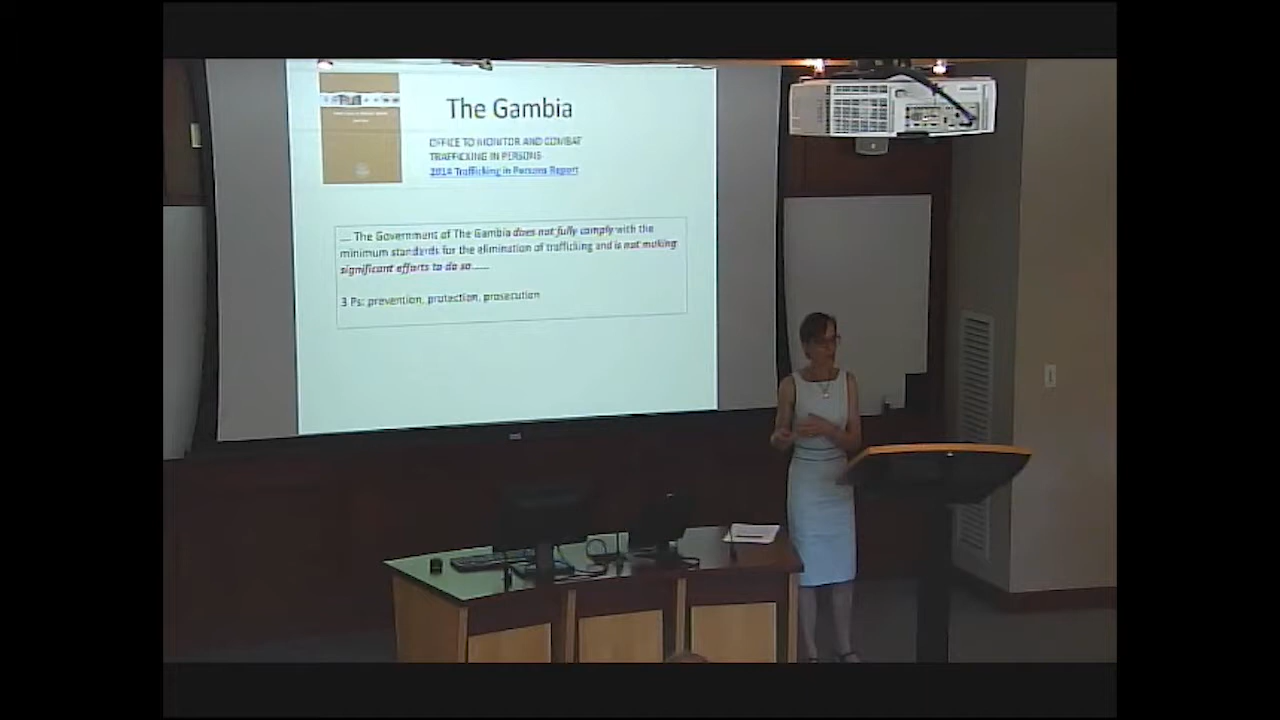 The Gambia
OFFICE TO MONITOR AND COMBAT
TRAFFICKING IN PERSONS
2014 Trafficking in Persons Report
.... The Government of The Gambia does not fully comply with the
minimum standards for the elimination of trafficking and is not making
significant efforts to do so......
3 Ps: prevention, protection, prosecution